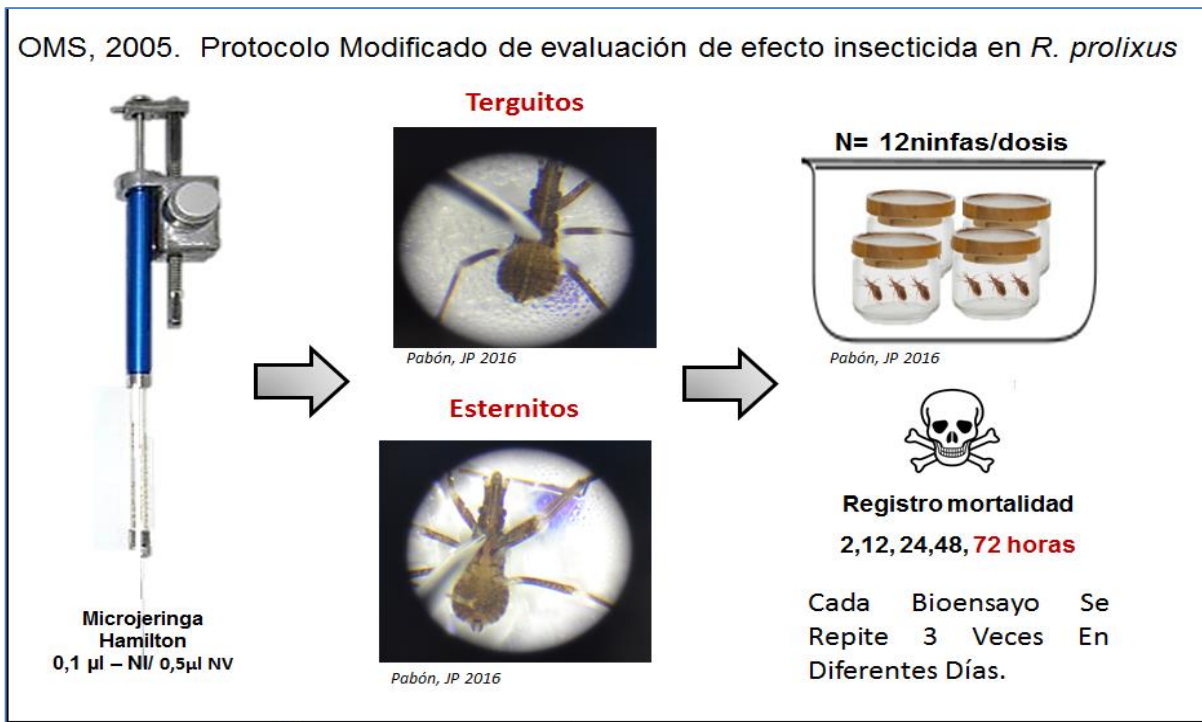 OMS, 2005. Protocolo Modificado de evaluación de efecto insecticida en R. prolixus
Terguitos
Pabón, JP 2016
Esternitos
Pabón, JP 2016
Microjeringa
Hamilton
0,1 µl – NI/ 0,5µl NV
N= 12ninfas/dosis
Pabón, JP 2016
Registro mortalidad
2,12, 24,48, 72 horas
Cada Bioensayo Se
Repite 3 Veces En
Diferentes Días.